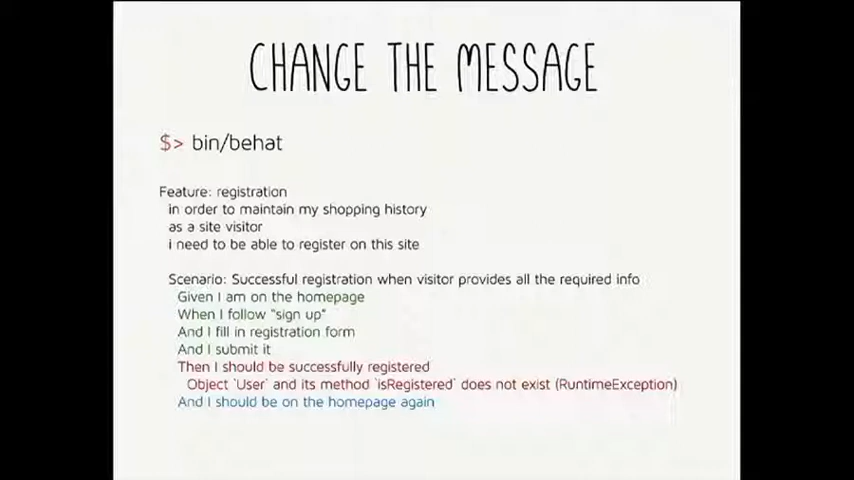 CHANGE THE MESSAGE
$> bin/behat
Feature: registration
in order to maintain my shopping history
as a site visitor
i need to be able to register on this site
Scenario: Successful registration when visitor provides all the required info
Given I am on the homepage
When I follow "sign up"
And I fill in registration form
And I submit it
Then I should be successfully registered
Object `User` and its method `isRegistered` does not exist (RuntimeException)
And I should be on the homepage again